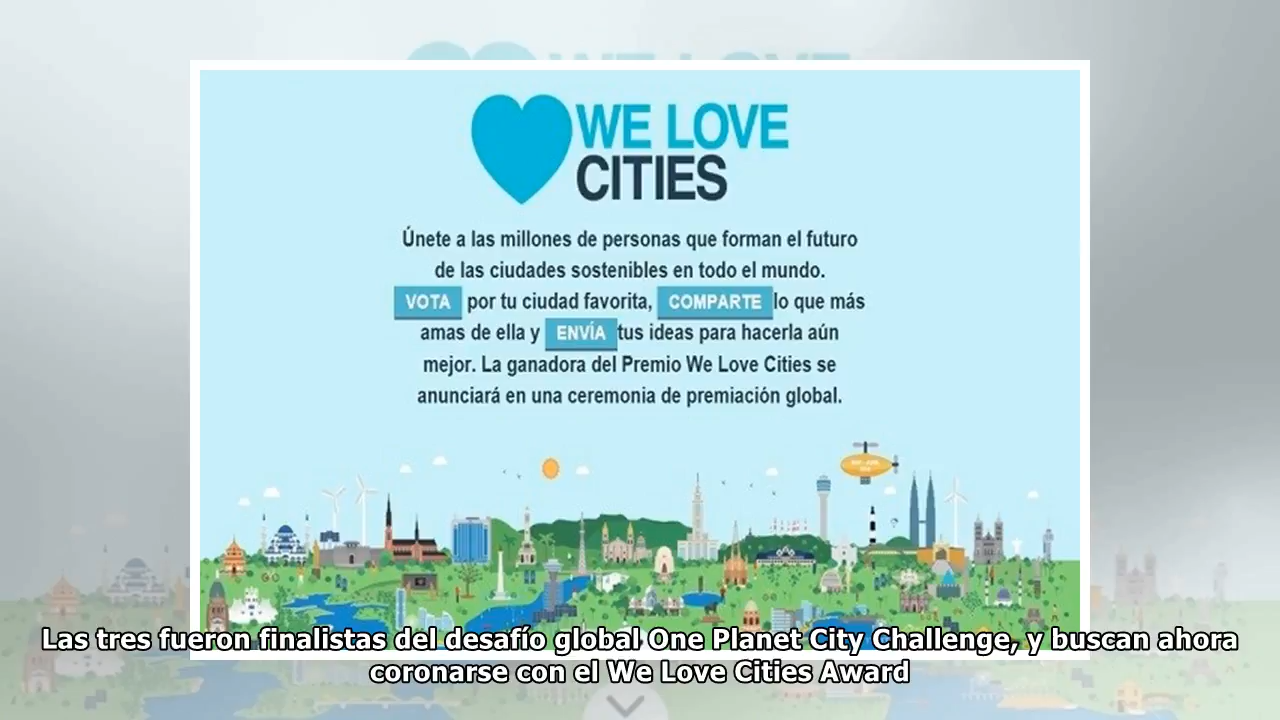 WE LOVE
CITIES
Únete a las millones de personas que forman el futuro
de las ciudades sostenibles en todo el mundo.
VOTA por tu ciudad favorita, COMPARTE lo que más
amas de ella y ENVÍA tus ideas para hacerla aún
mejor. La ganadora del Premio We Love Cities se
anunciará en una ceremonia de premiación global.
Las tres fueron finalistas del desafío global One Planet City Challenge, y buscan ahora
coronarse con el We Love Cities Award